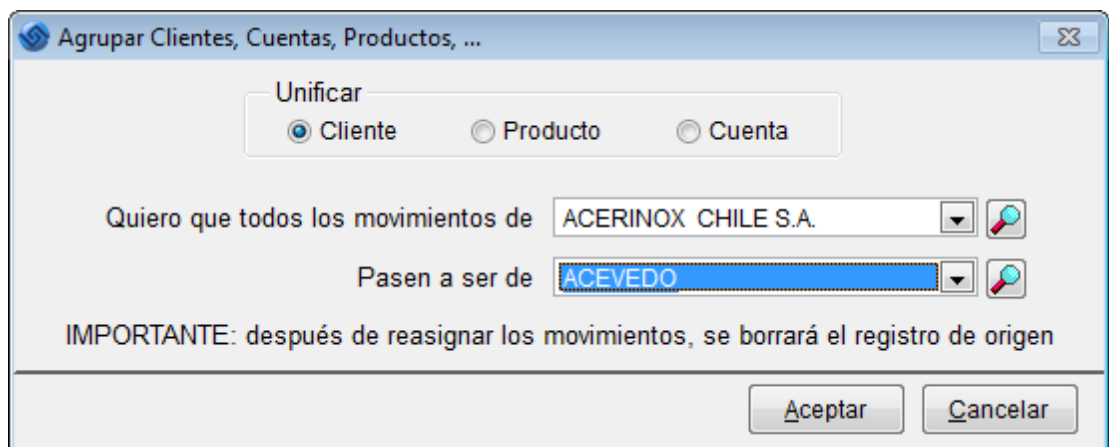 Agrupar Clientes, Cuentas, Productos, ...
Unificar
Cliente Producto Cuenta
Quiero que todos los movimientos de ACERINOX CHILE S.A.
Pasen a ser de ACEVEDO
IMPORTANTE: después de reasignar los movimientos, se borrará el registro de origen
Aceptar Cancelar